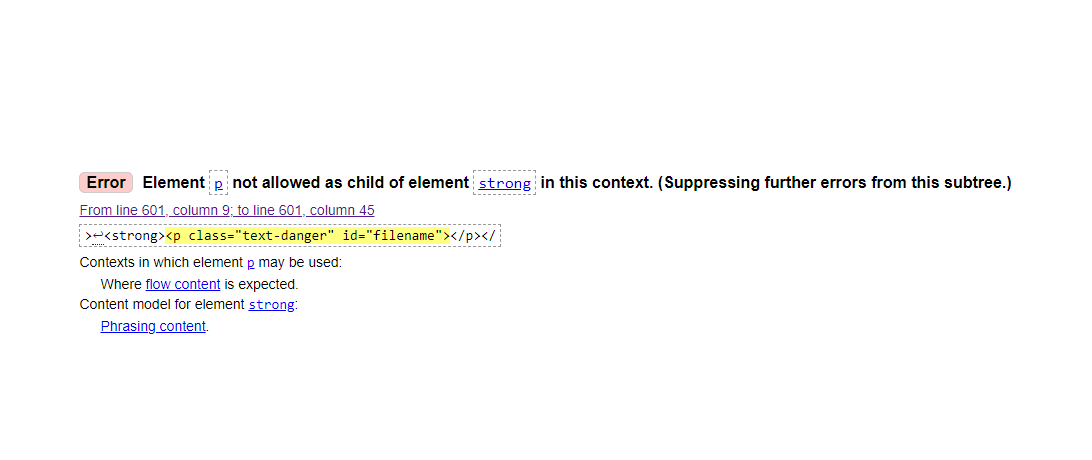 Error Element p not allowed as child of element strong in this context. (Suppressing further errors from this subtree.)
From line 601, column 9; to line 601, column 45
>↩<strong><p class="text-danger" id="filename"></p></
Contexts in which element p may be used:
Where flow content is expected.
Content model for element strong:
Phrasing content.